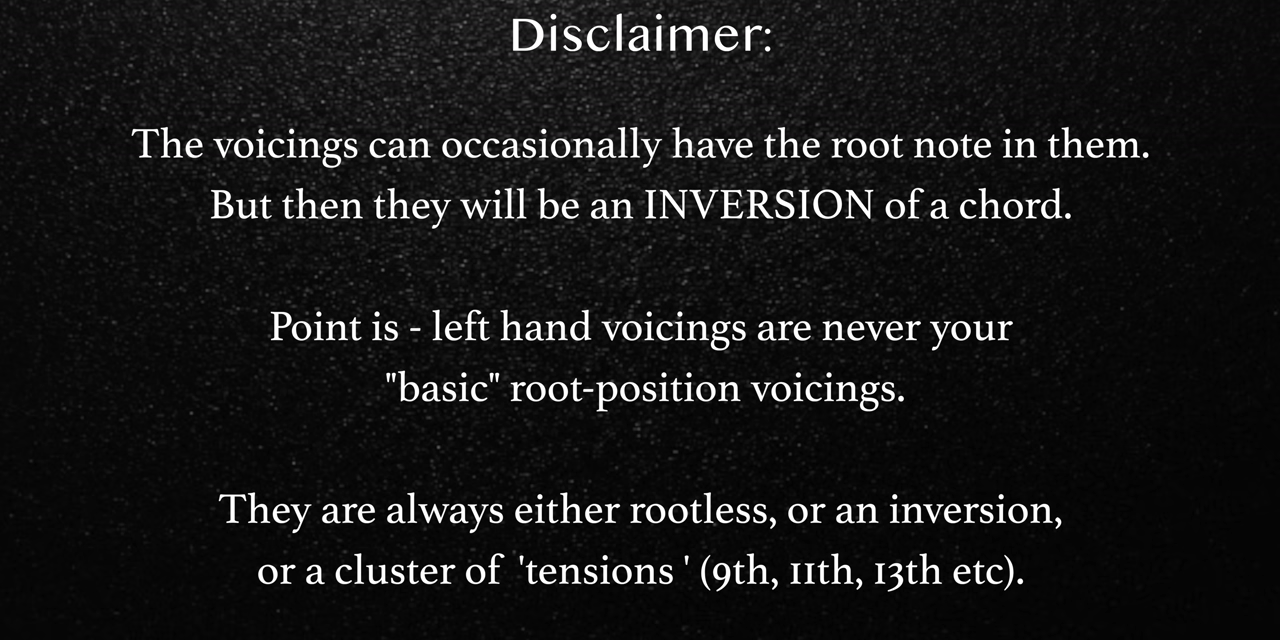 Disclaimer:
The voicings can occasionally have the root note in them.
But then they will be an INVERSION of a chord.
Point is - left hand voicings are never your
"basic" root-position voicings.
They are always either rootless, or an inversion,
or a cluster of  'tensions ' (9th, 11th, 13th etc).